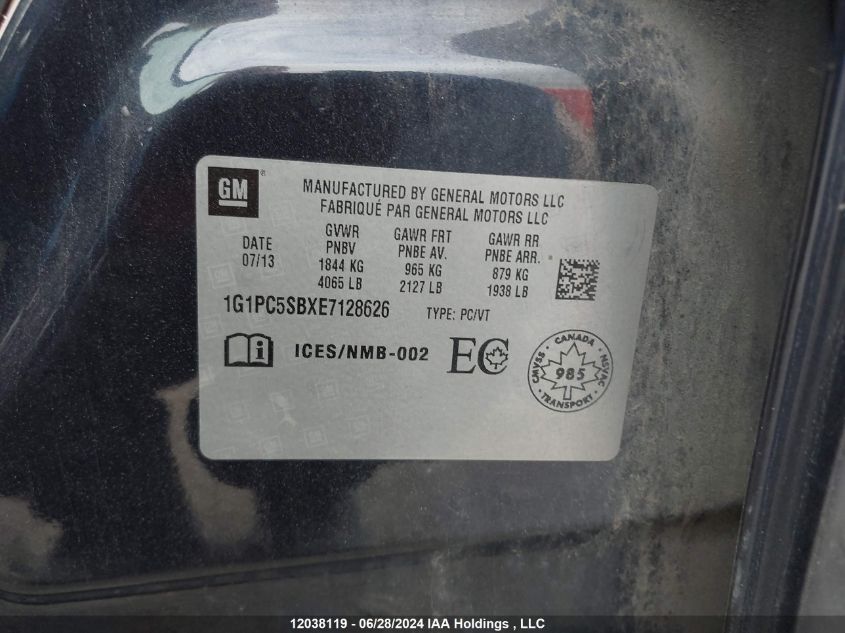 GM ®
MANUFACTURED BY GENERAL MOTORS LLC
FABRIQUÉ PAR GENERAL MOTORS LLC
DATE
07/13
GVWR
PNBV
1844 KG
4065 LB
GAWR FRT
PNBE AV.
965 KG
2127 LB
GAWR RR
PNBE ARR.
879 KG
1938 LB
1G1PC5SBXE7128626 TYPE: PC/VT
i ICES/NMB-002 EC
CANADA
CMVSS 985 NSVAC
TRANSPORT
12038119 - 06/28/2024 IAA Holdings , LLC